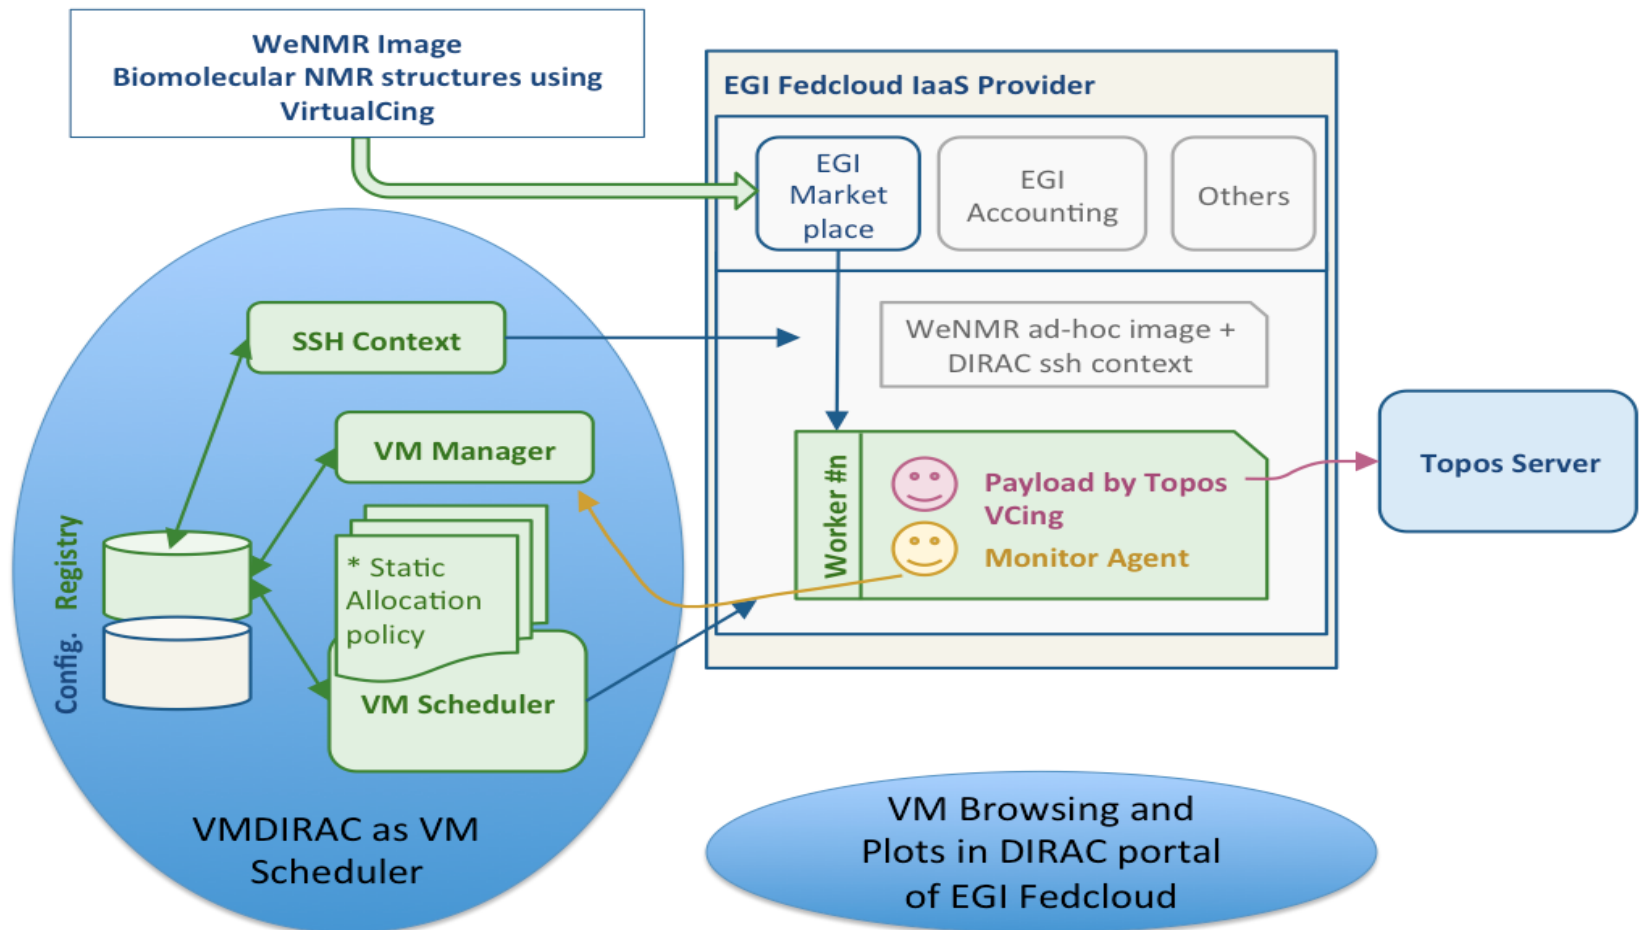 WeNMR Image
Biomolecular NMR structures using
VirtualCing
EGI Fedcloud IaaS Provider
EGI
Market
place
EGI
Accounting
Others
SSH Context
WeNMR ad-hoc image +
DIRAC ssh context
VM Manager
Worker #n
Payload by Topos
VCing
Monitor Agent
Topos Server
Registry
Config.
* Static
Allocation
policy
VM Scheduler
VMDIRAC as VM
Scheduler
VM Browsing and
Plots in DIRAC portal
of EGI Fedcloud